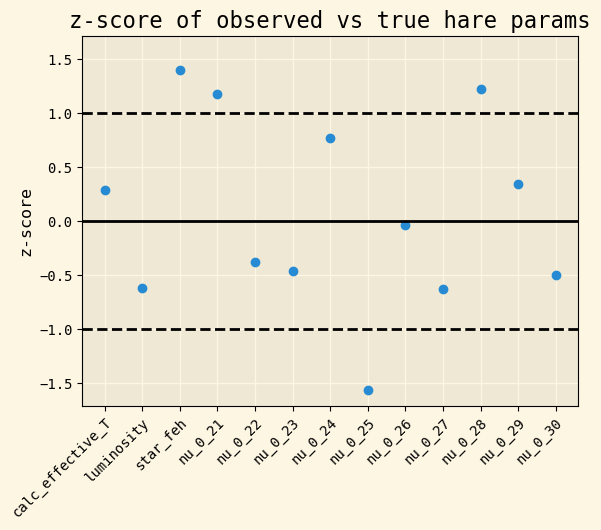 z-score of observed vs true hare params
z-score
1.5
1.0
0.5
0.0
−0.5
−1.0
−1.5
calc_effective_T
luminosity
star_feh
nu_0_21
nu_0_22
nu_0_23
nu_0_24
nu_0_25
nu_0_26
nu_0_27
nu_0_28
nu_0_29
nu_0_30